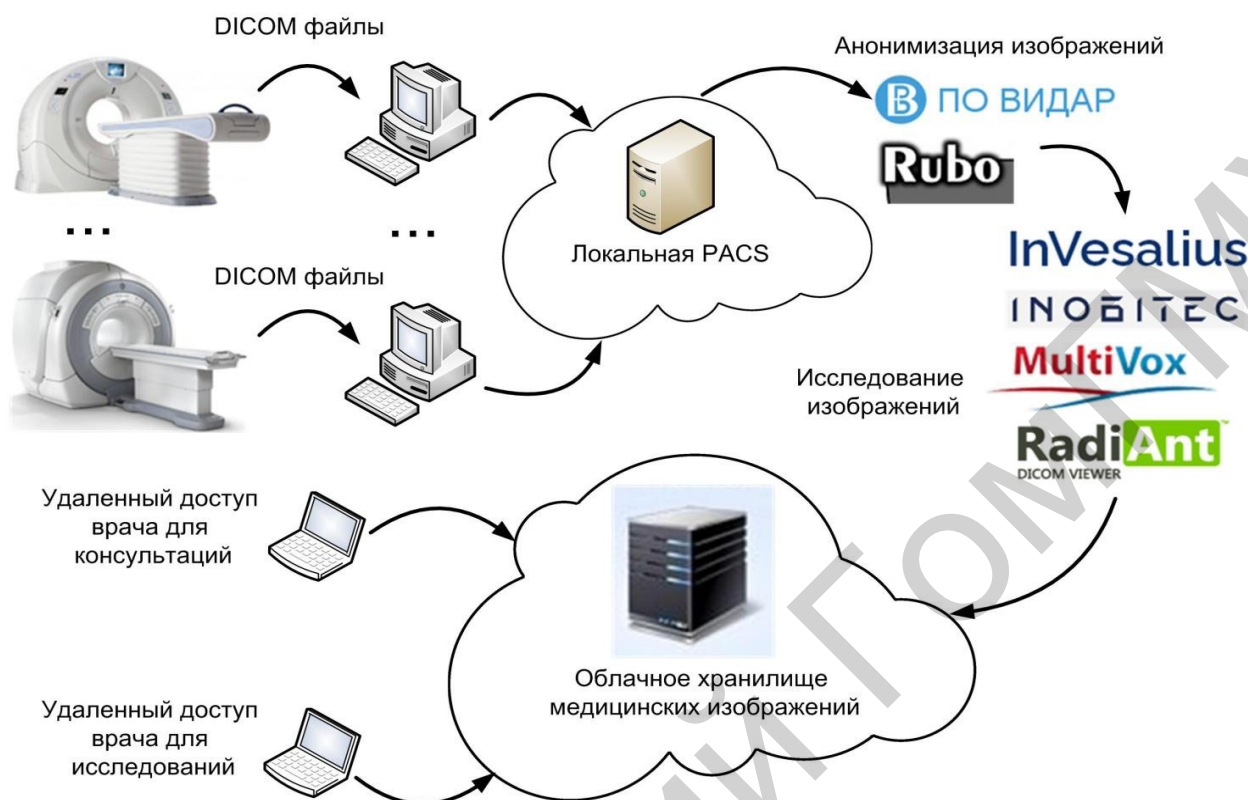 DICOM файлы
Анонимизация изображений
ПО ВИДАР
Rubo
Локальная PACS
...
...
DICOM файлы
InVesalius
INOBITEC
MultiVox
RadiAnt
DICOM VIEWER
Исследование
изображений
Удаленный доступ
врача для
консультаций
Облачное хранилище
медицинских изображений
Удаленный доступ
врача для
исследований